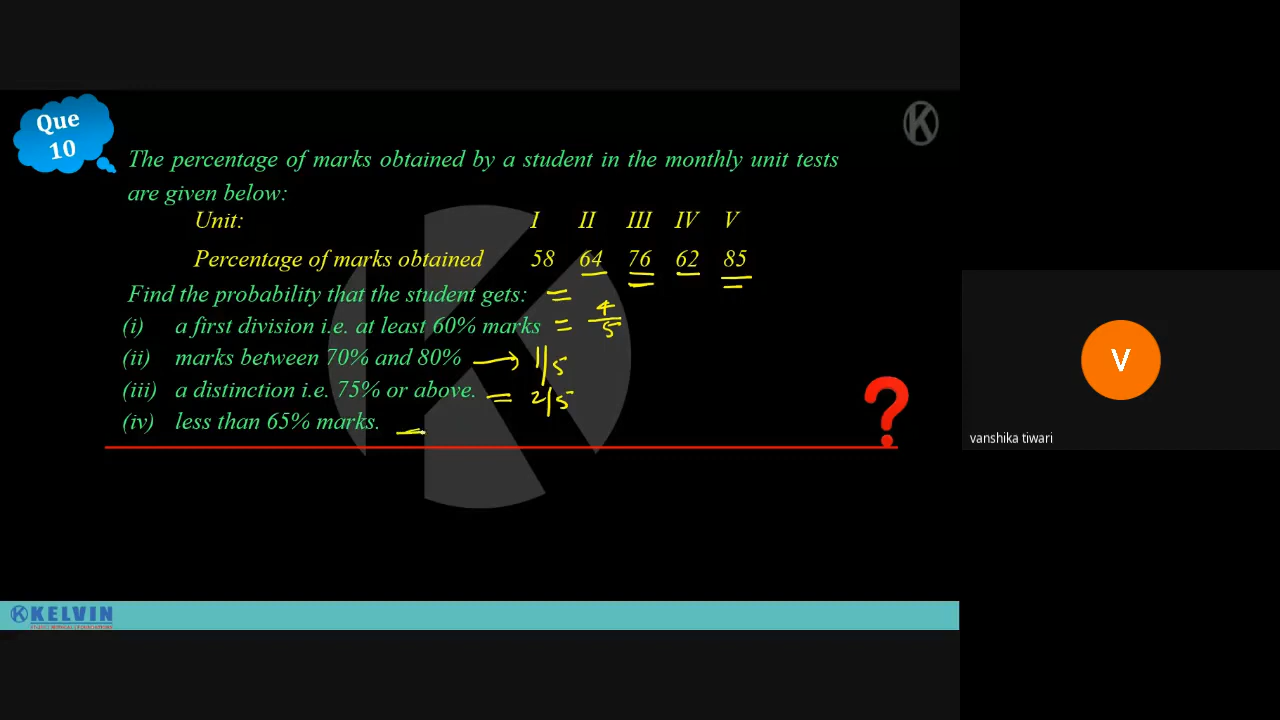 Que
10
The percentage of marks obtained by a student in the monthly unit tests
are given below:
Unit: I II III IV V
Percentage of marks obtained 58 64 76 62 85
Find the probability that the student gets: =
(i) a first division i.e. at least 60% marks = 4/5
(ii) marks between 70% and 80% → 1/5
(iii) a distinction i.e. 75% or above. = 2/5
(iv) less than 65% marks.
?
V
vanshika tiwari
KELVIN